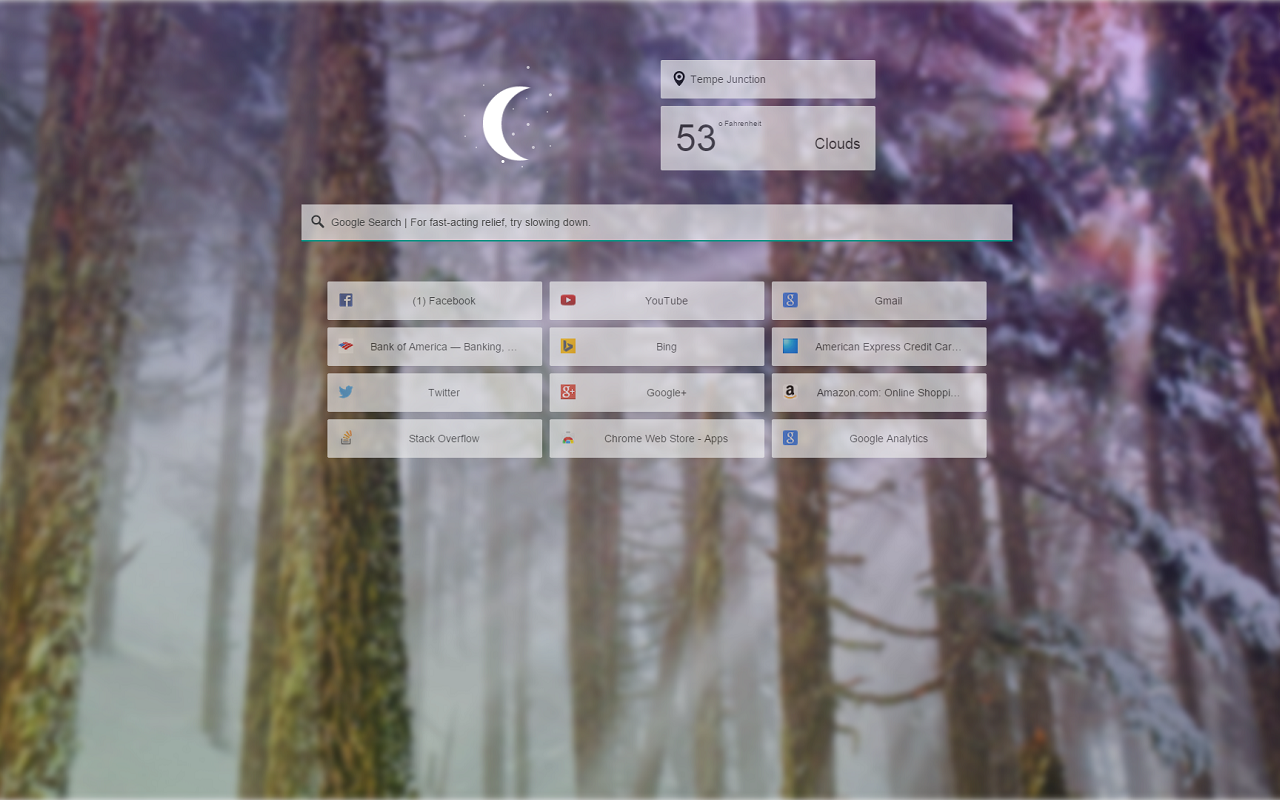 Tempe Junction
53 o Fahrenheit
Clouds
Google Search | For fast-acting relief, try slowing down.
(1) Facebook
YouTube
Gmail
Bank of America — Banking, ...
Bing
American Express Credit Car...
Twitter
Google+
Amazon.com: Online Shoppi...
Stack Overflow
Chrome Web Store - Apps
Google Analytics